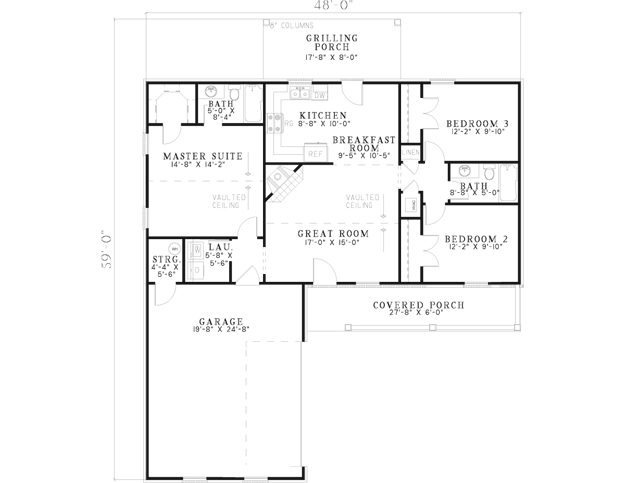 48'-0"
8" COLUMNS
GRILLING
PORCH
17'-8" X 8'-0"
BATH
5'-0" X
8'-4"
DW
KITCHEN
8'-8" X 10'-0"
RG
REF
BREAKFAST
ROOM
9'-5" X 10'-5"
LINEN
BEDROOM 3
12'-2" X 9'-10"
MASTER SUITE
14'-8" X 14'-2"
VAULTED
CEILING
VAULTED
CEILING
BATH
8'-8" X 5'-0"
GREAT ROOM
17'-0" X 15'-0"
BEDROOM 2
12'-2" X 9'-10"
59'-0"
STRG.
4'-4" X
5'-6"
LAU.
5'-8" X
5'-6"
COVERED PORCH
27'-8" X 6'-0"
GARAGE
19'-8" X 24'-8"